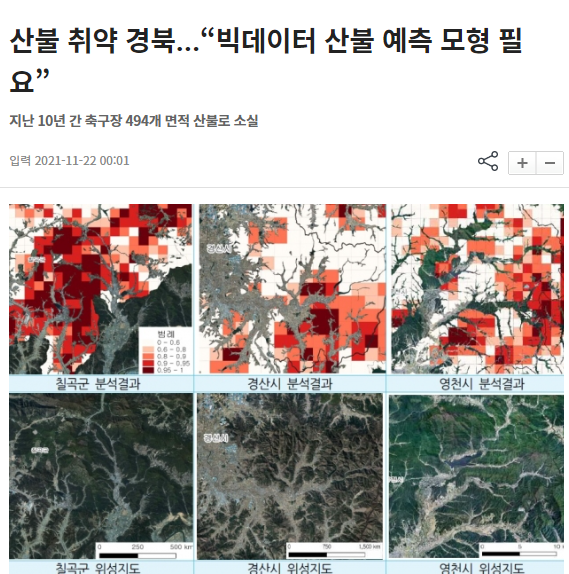 산불 취약 경북…“빅데이터 산불 예측 모형 필
요”
지난 10년 간 축구장 494개 면적 산불로 소실
입력 2021-11-22 00:01
경산시
범례
0 - 0.6
0.6 - 0.8
0.8 - 0.9
0.9 - 0.95
0.95 - 1
칠곡군 분석결과
경산시 분석결과
영천시 분석결과
경산시
0 250 500 km
0 750 1,500 km
0 5 10 km
칠곡군 위성지도
경산시 위성지도
영천시 위성지도